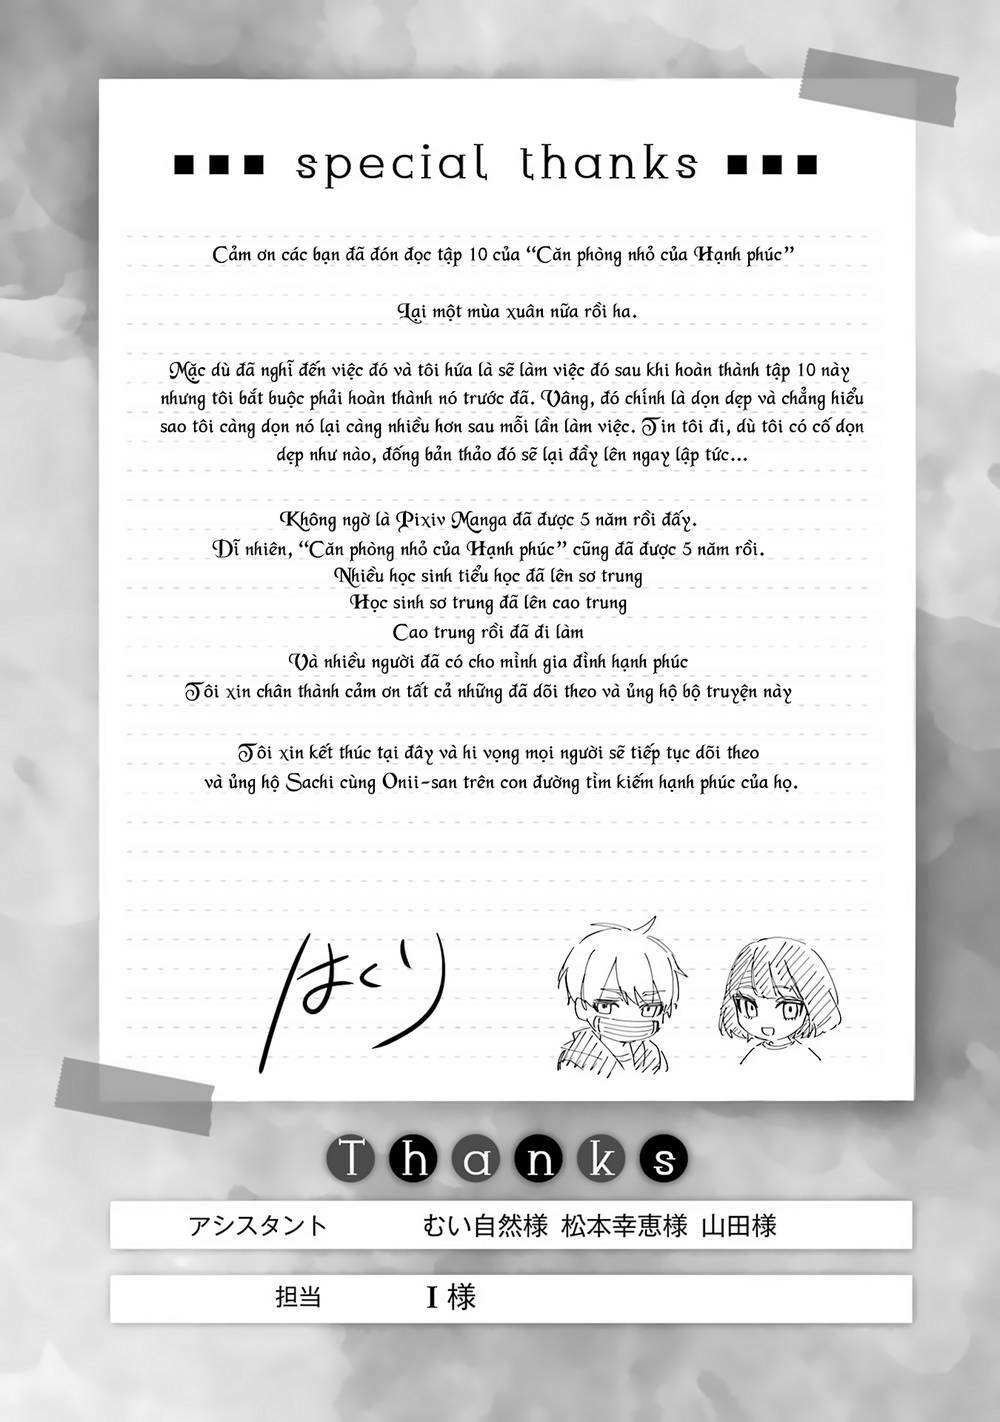 special thanks
Cảm ơn các bạn đã đón đọc tập 10 của “Căn phòng nhỏ của Hạnh phúc”
Lại một mùa xuân nữa rồi ha.
Mặc dù đã nghĩ đến việc đó và tôi hứa là sẽ làm việc đó sau khi hoàn thành tập 10 này
nhưng tôi bắt buộc phải hoàn thành nó trước đã. Vâng, đó chính là dọn dẹp và chẳng hiểu
sao tôi càng dọn nó lại càng nhiều hơn sau mỗi lần làm việc. Tin tôi đi, dù tôi có cố dọn
dẹp như nào, đống bản thảo đó sẽ lại đầy lên ngay lập tức...
Không ngờ là Pixiv Manga đã được 5 năm rồi đấy.
Dĩ nhiên, “Căn phòng nhỏ của Hạnh phúc” cũng đã được 5 năm rồi.
Nhiều học sinh tiểu học đã lên sơ trung
Học sinh sơ trung đã lên cao trung
Cao trung rồi đã đi làm
Và nhiều người đã có cho mình gia đình hạnh phúc
Tôi xin chân thành cảm ơn tất cả những đã dõi theo và ủng hộ bộ truyện này
Tôi xin kết thúc tại đây và hi vọng mọi người sẽ tiếp tục dõi theo
và ủng hộ Sachi cùng Onii-san trên con đường tìm kiếm hạnh phúc của họ.
はくり
Thanks
アシスタント むい自然様 松本幸恵様 山田様
担当 I 様